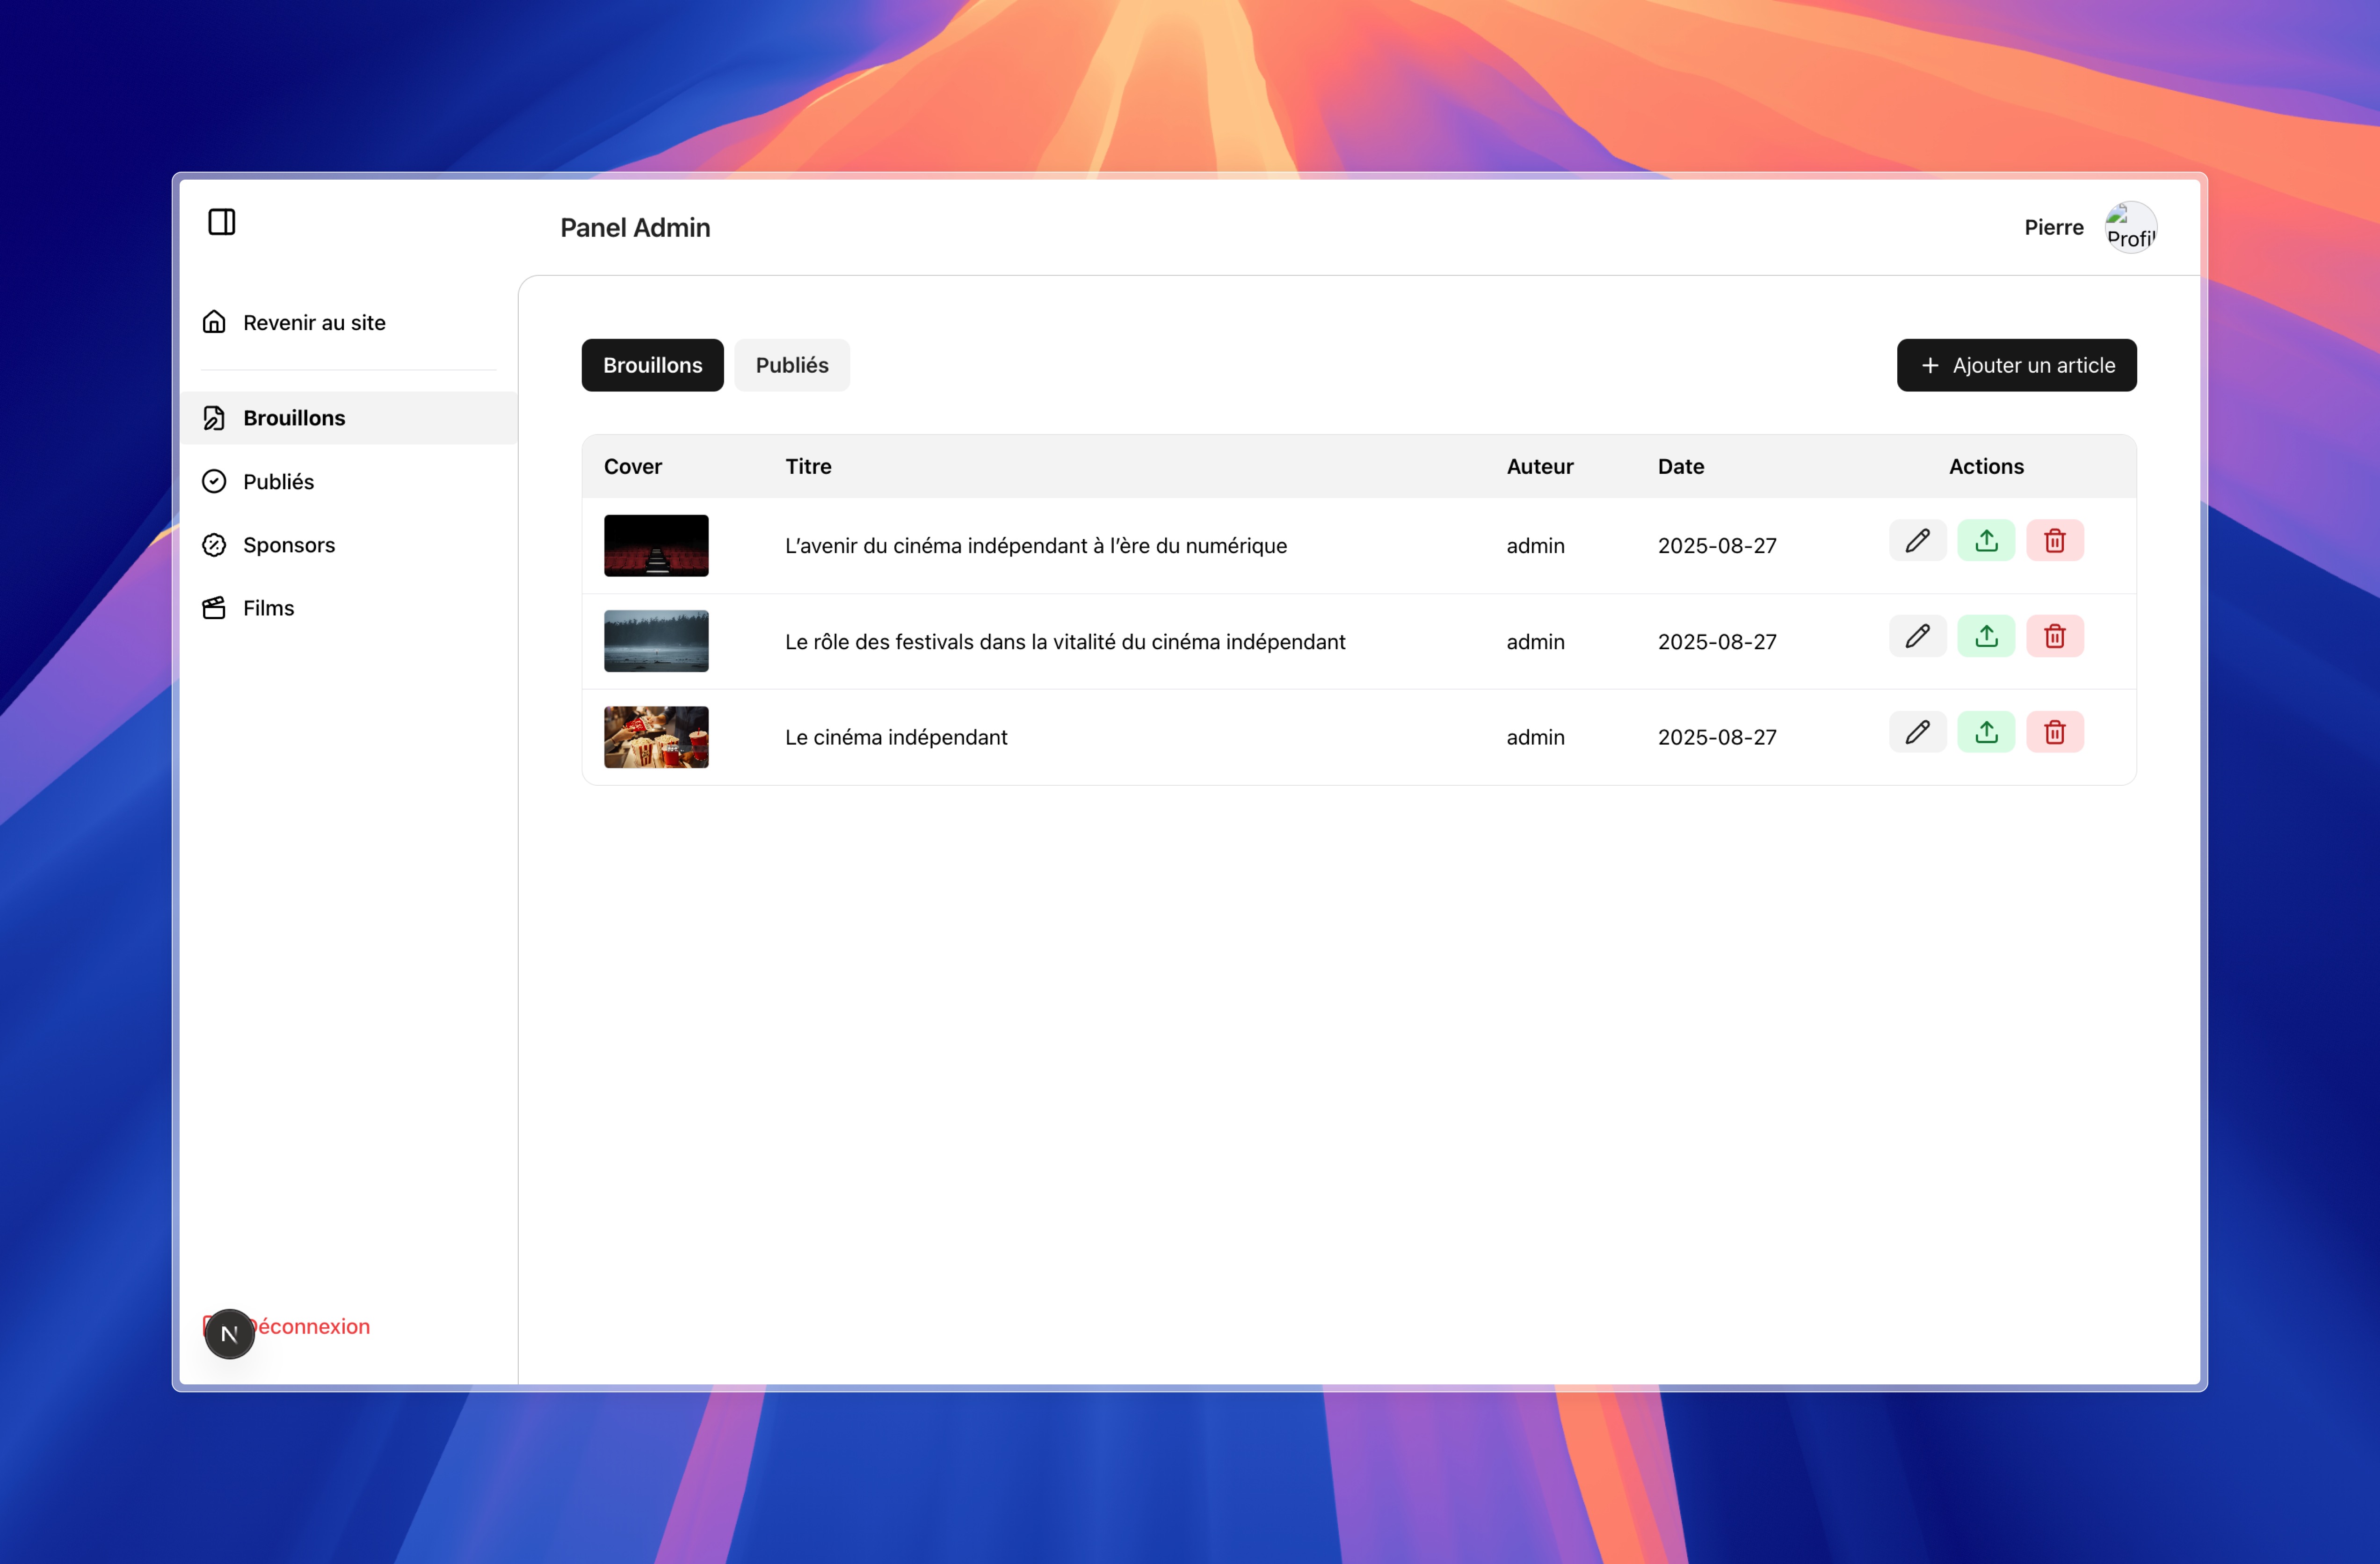 Panel Admin
Pierre
Profil
Revenir au site
Brouillons
Publiés
Sponsors
Films
Déconnexion
N
Brouillons
Publiés
+ Ajouter un article
Cover Titre Auteur Date Actions
L’avenir du cinéma indépendant à l’ère du numérique admin 2025-08-27
Le rôle des festivals dans la vitalité du cinéma indépendant admin 2025-08-27
Le cinéma indépendant admin 2025-08-27